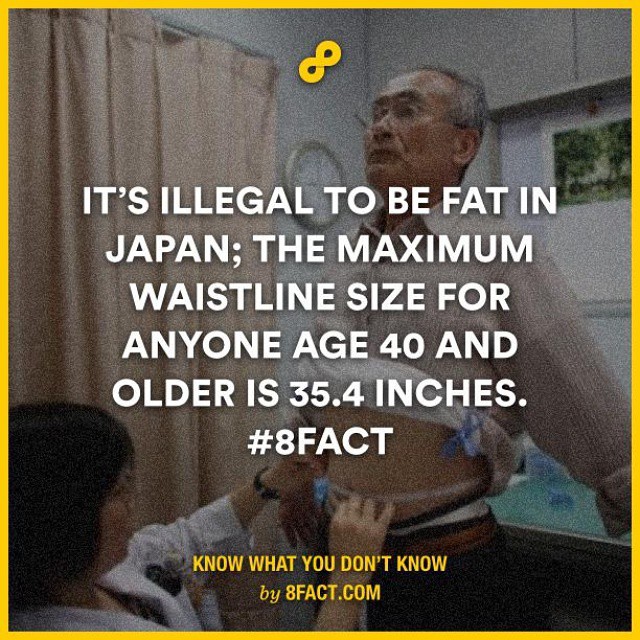 IT'S ILLEGAL TO BE FAT IN
JAPAN; THE MAXIMUM
WAISTLINE SIZE FOR
ANYONE AGE 40 AND
OLDER IS 35.4 INCHES.
#8FACT
KNOW WHAT YOU DON'T KNOW
by 8FACT.COM